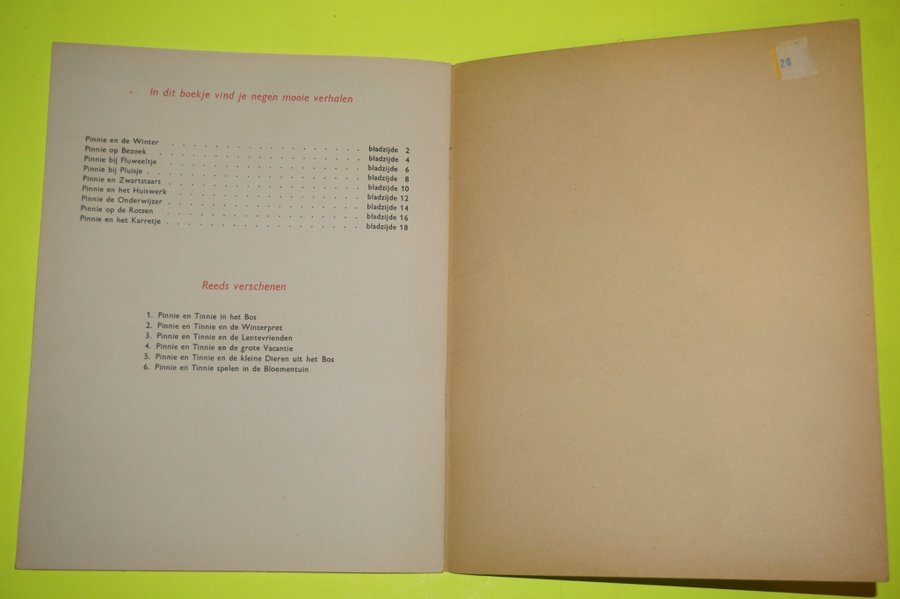 In dit boekje vind je negen mooie verhalen
Pinnie en de Winter . . . . . . . . . . . . . . . . bladzijde 2
Pinnie op Bezoek . . . . . . . . . . . . . . . . bladzijde 4
Pinnie bij Fluweeltje . . . . . . . . . . . . . . . . bladzijde 6
Pinnie bij Pluisje . . . . . . . . . . . . . . . . bladzijde 8
Pinnie en Zwartstaart . . . . . . . . . . . . . . . . bladzijde 10
Pinnie en het Huiswerk . . . . . . . . . . . . . . . . bladzijde 12
Pinnie de Onderwijzer . . . . . . . . . . . . . . . . bladzijde 14
Pinnie op de Rotsen . . . . . . . . . . . . . . . . bladzijde 16
Pinnie en het Karretje . . . . . . . . . . . . . . . . bladzijde 18
Reeds verschenen
1. Pinnie en Tinnie in het Bos
2. Pinnie en Tinnie en de Winterpret
3. Pinnie en Tinnie en de Lentevrienden
4. Pinnie en Tinnie en de grote Vacantie
5. Pinnie en Tinnie en de kleine Dieren uit het Bos
6. Pinnie en Tinnie spelen in de Bloementuin
20